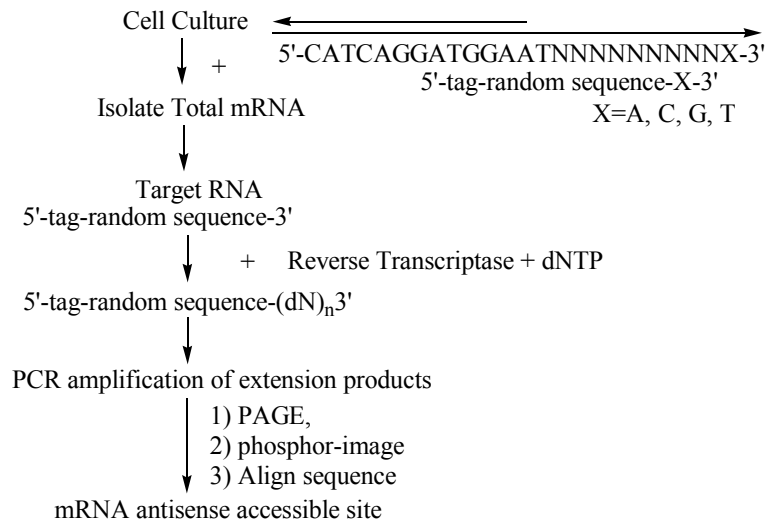 Cell Culture
+
5'-CATCAGGATGGAATNNNNNNNNNX-3'
5'-tag-random sequence-X-3'
X=A, C, G, T
Isolate Total mRNA
Target RNA
5'-tag-random sequence-3'
+ Reverse Transcriptase + dNTP
5'-tag-random sequence-(dN)n3'
PCR amplification of extension products
1) PAGE,
2) phosphor-image
3) Align sequence
mRNA antisense accessible site